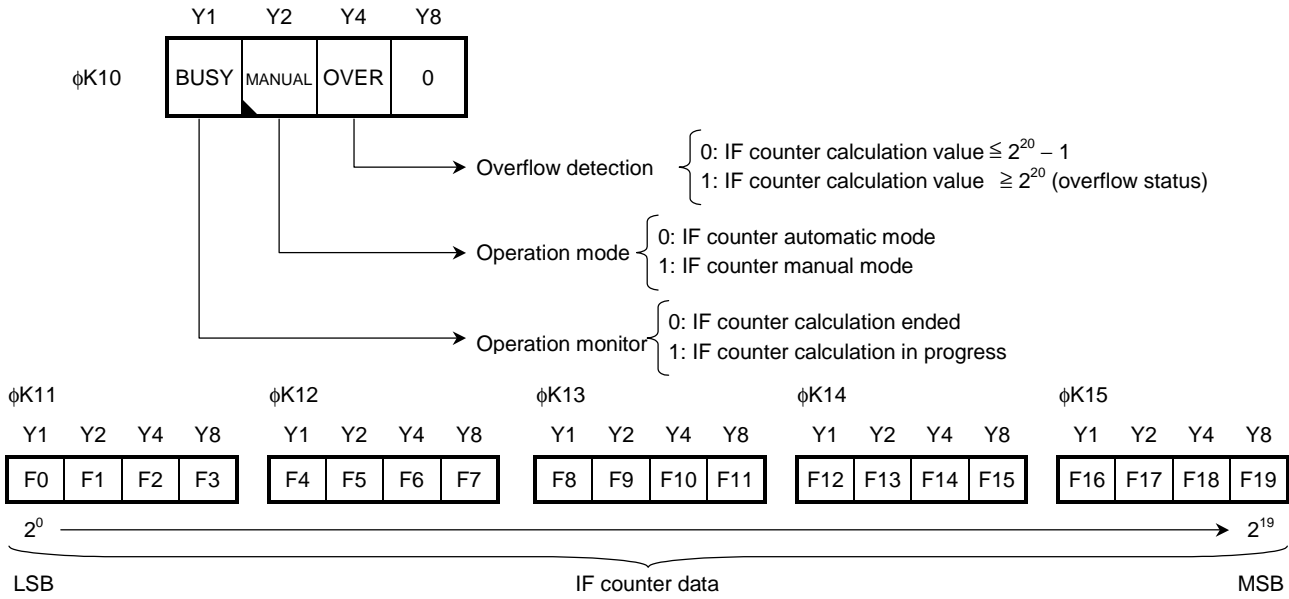 Y1 Y2 Y4 Y8
ϕK10 BUSY MANUAL OVER 0
Overflow detection
0: IF counter calculation value ≦ 2^20 − 1
1: IF counter calculation value ≧ 2^20 (overflow status)
Operation mode
0: IF counter automatic mode
1: IF counter manual mode
Operation monitor
0: IF counter calculation ended
1: IF counter calculation in progress
ϕK11 ϕK12 ϕK13 ϕK14 ϕK15
Y1 Y2 Y4 Y8 Y1 Y2 Y4 Y8 Y1 Y2 Y4 Y8 Y1 Y2 Y4 Y8 Y1 Y2 Y4 Y8
F0 F1 F2 F3 F4 F5 F6 F7 F8 F9 F10 F11 F12 F13 F14 F15 F16 F17 F18 F19
2^0 2^19
LSB IF counter data MSB